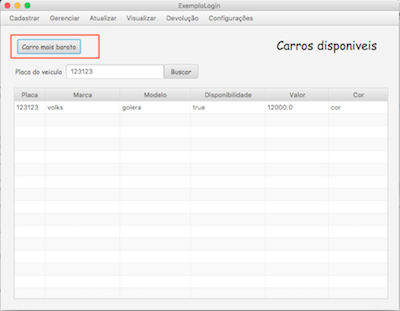 ExemploLogin
Cadastrar Gerenciar Atualizar Visualizar Devolução Configurações
Carro mais barato
Carros disponiveis
Placa do veiculo 123123 Buscar
Placa Marca Modelo Disponibilidade Valor Cor
123123 volks golera true 12000.0 cor